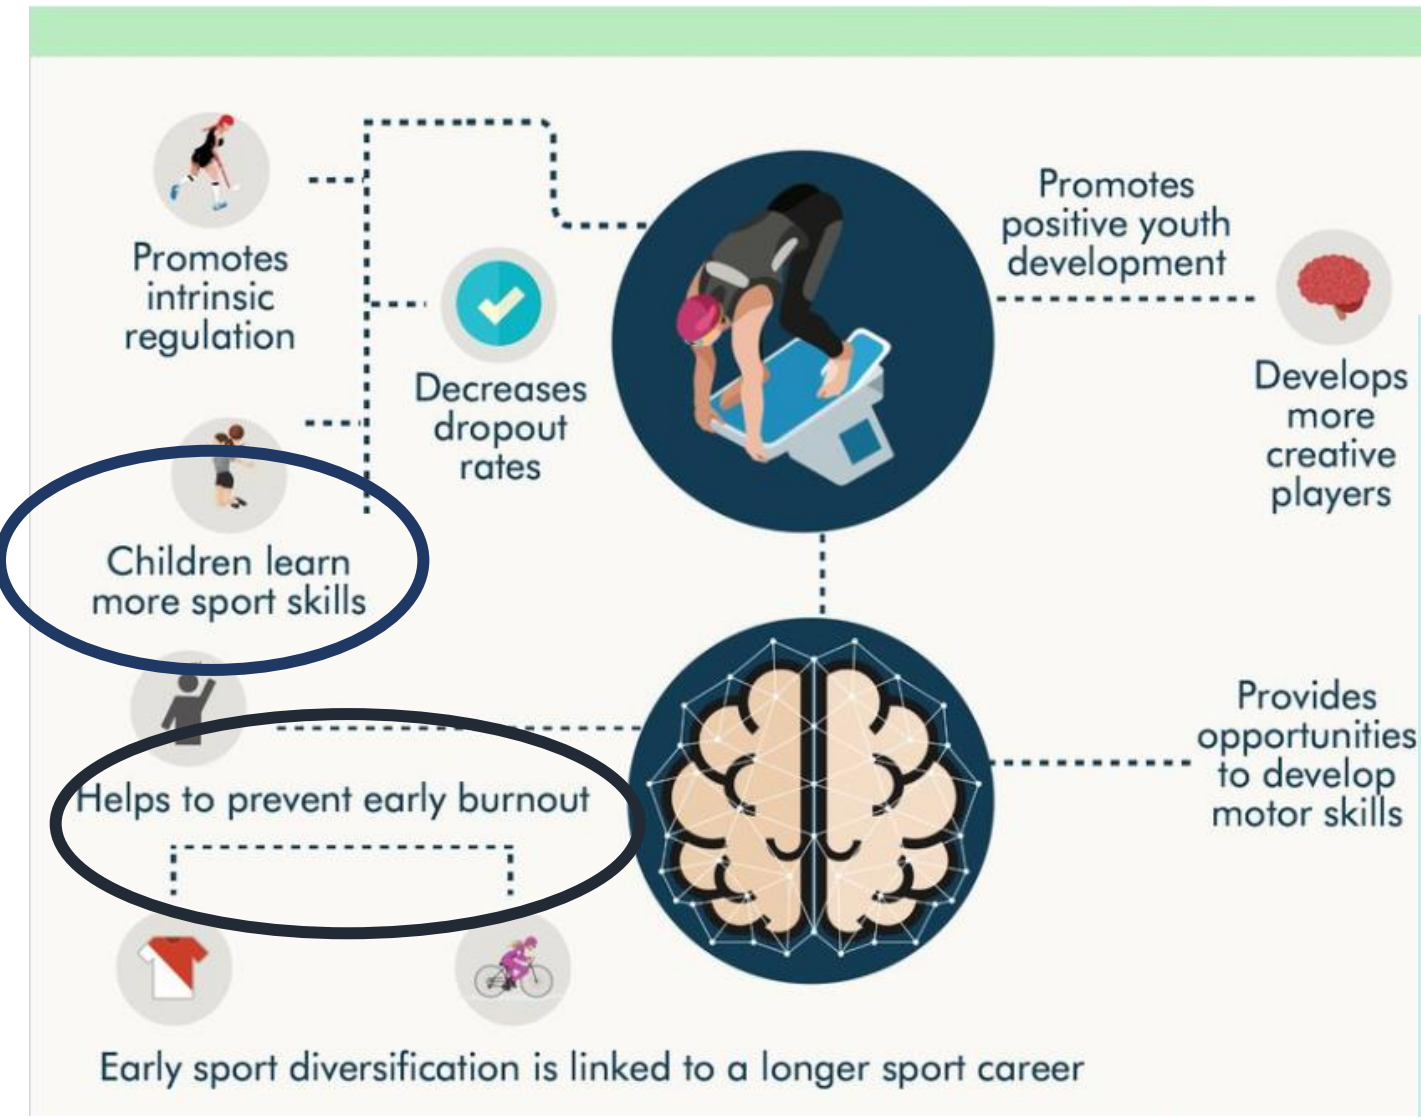 Promotes
intrinsic
regulation
Decreases
dropout
rates
Promotes
positive youth
development
Develops
more
creative
players
Children learn
more sport skills
Helps to prevent early burnout
Provides
opportunities
to develop
motor skills
Early sport diversification is linked to a longer sport career